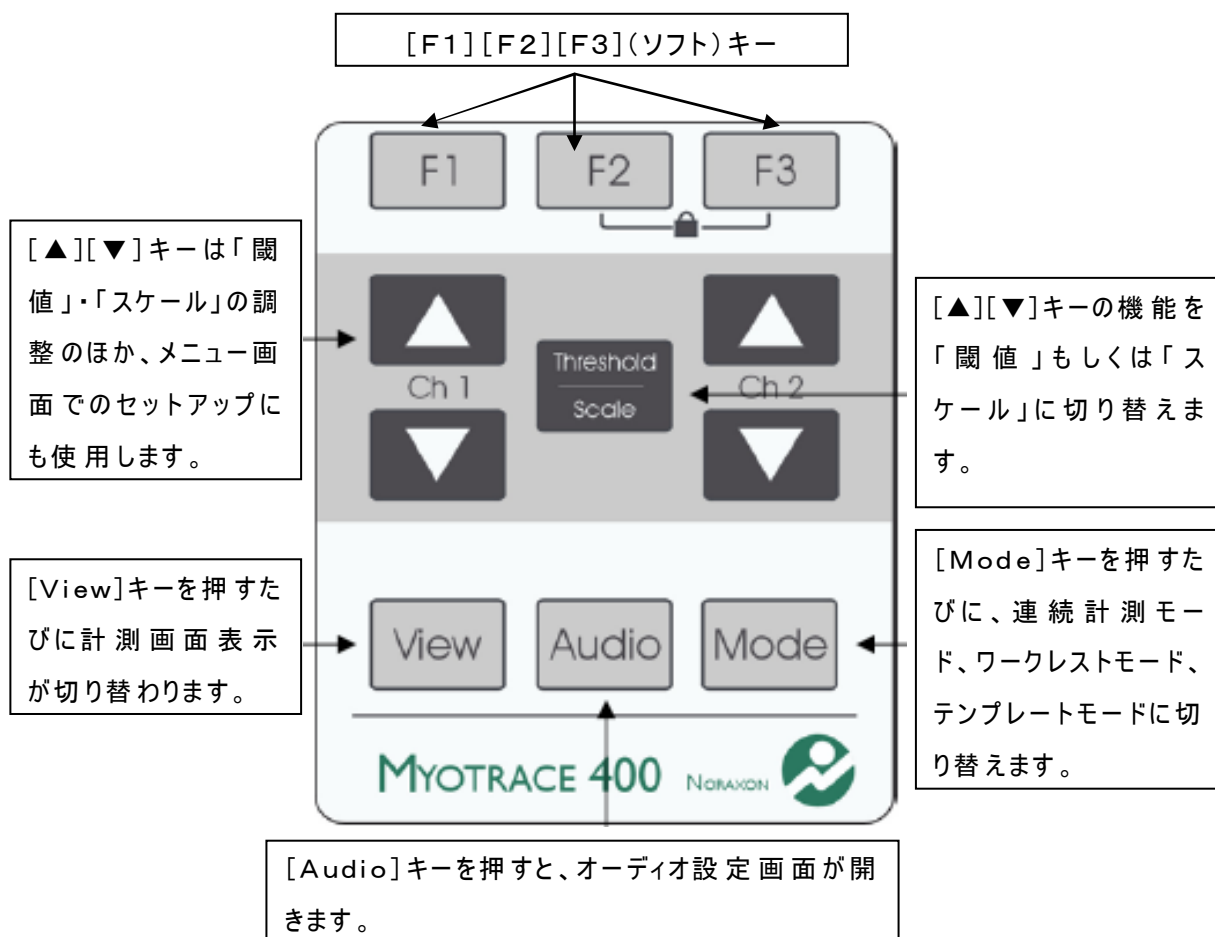 [F1][F2][F3](ソフト)キー
F1 F2 F3
[▲][▼]キーは「閾
値」・「スケール」の調
整のほか、メニュー画
面でのセットアップに
も使用します。
Ch 1
Threshold
Scale
Ch 2
[▲][▼]キーの機能を
「閾値」もしくは「ス
ケール」に切り替えま
す。
[View]キーを押すた
びに計測画面表示
が切り替わります。
View Audio Mode
[Mode]キーを押すた
びに、連続計測モー
ド、ワークレストモード、
テンプレートモードに切
り替えます。
MYOTRACE 400 NORAXON
[Audio]キーを押すと、オーディオ設定画面が開
きます。